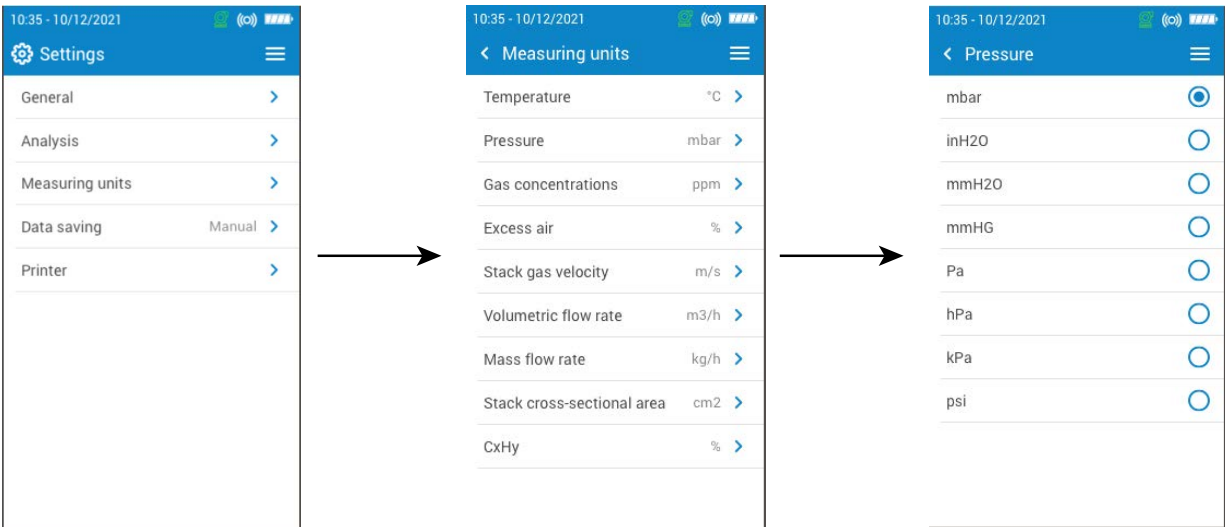 10:35 - 10/12/2021
Settings
General
Analysis
Measuring units
Data saving Manual
Printer
10:35 - 10/12/2021
Measuring units
Temperature °C
Pressure mbar
Gas concentrations ppm
Excess air %
Stack gas velocity m/s
Volumetric flow rate m3/h
Mass flow rate kg/h
Stack cross-sectional area cm2
CxHy %
10:35 - 10/12/2021
Pressure
mbar
inH2O
mmH2O
mmHG
Pa
hPa
kPa
psi